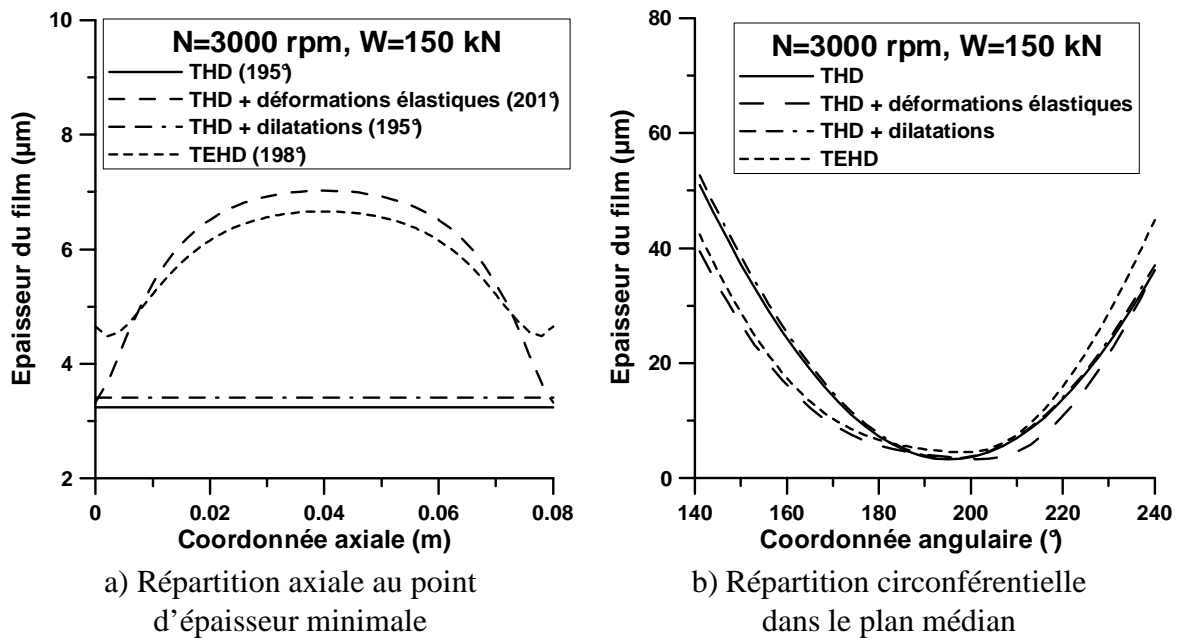 10
8
6
4
2
Epaisseur du film (µm)
N=3000 rpm, W=150 kN
THD (195°)
THD + déformations élastiques (201°)
THD + dilatations (195°)
TEHD (198°)
0
0.02
0.04
0.06
0.08
Coordonnée axiale (m)
a) Répartition axiale au point
d'épaisseur minimale
80
60
40
20
0
Epaisseur du film (µm)
N=3000 rpm, W=150 kN
THD
THD + déformations élastiques
THD + dilatations
TEHD
140
160
180
200
220
240
Coordonnée angulaire (°)
b) Répartition circonférentielle
dans le plan médian